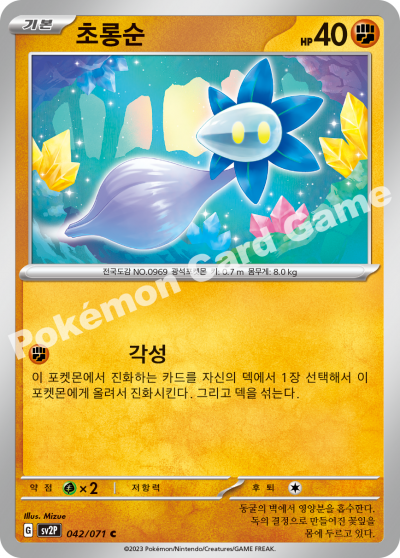 기본 초롱순 HP 40
전국도감 NO.0969 광석포켓몬 키: 0.7 m 몸무게: 8.0 kg
Pokémon Card Game
각성
이 포켓몬에서 진화하는 카드를 자신의 덱에서 1장 선택해서 이
포켓몬에게 올려서 진화시킨다. 그리고 덱을 섞는다.
약점 ×2 저항력 후퇴
Illus. Mizue
G sv2P 042/071 C
동굴의 벽에서 영양분을 흡수한다.
독의 결정으로 만들어진 꽃잎을
몸에 두르고 있다.
©2023 Pokémon/Nintendo/Creatures/GAME FREAK.